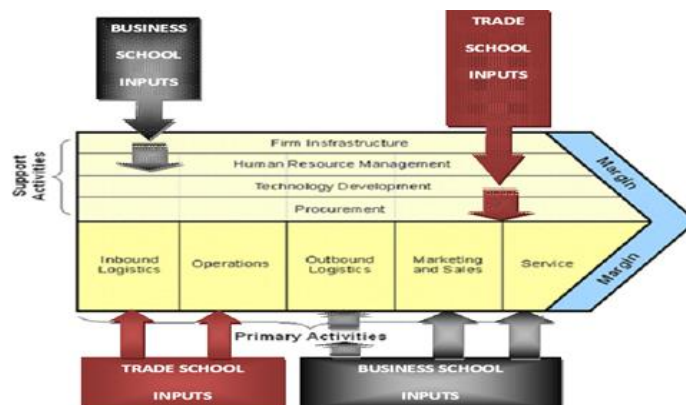 BUSINESS
SCHOOL
INPUTS
TRADE
SCHOOL
INPUTS
Support
Activities
Firm Insfrastructure
Human Resource Management
Technology Development
Procurement
Margin
Margin
Inbound
Logistics
Operations
Outbound
Logistics
Marketing
and Sales
Service
Primary Activities
TRADE SCHOOL
INPUTS
BUSINESS SCHOOL
INPUTS